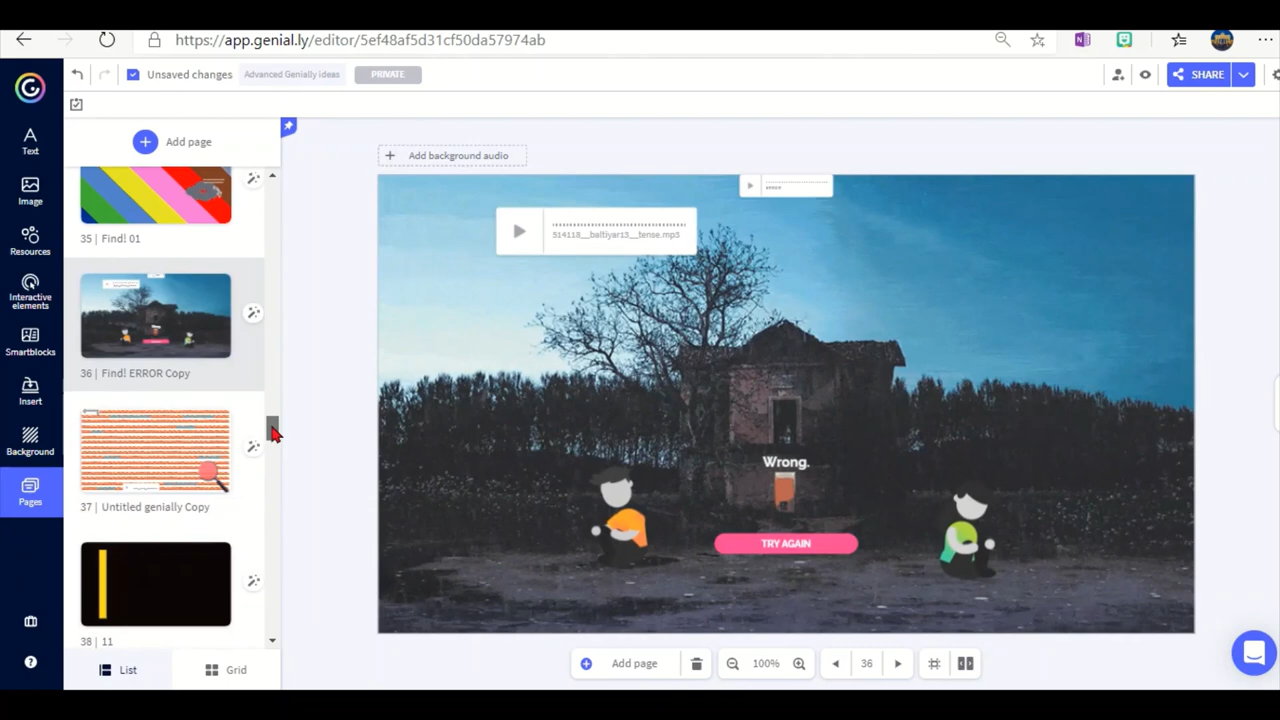 https://app.genial.ly/editor/5ef48af5d31cf50da57974ab
Unsaved changes
Advanced Genially ideas
PRIVATE
SHARE
Text
Image
Resources
Interactive
elements
Smartblocks
Insert
Background
Pages
Add page
35 | Find! 01
36 | Find! ERROR Copy
37 | Untitled genially Copy
38 | 11
List
Grid
Add background audio
514118__baltiyar13__tense.mp3
Wrong.
TRY AGAIN
Add page
100%
36